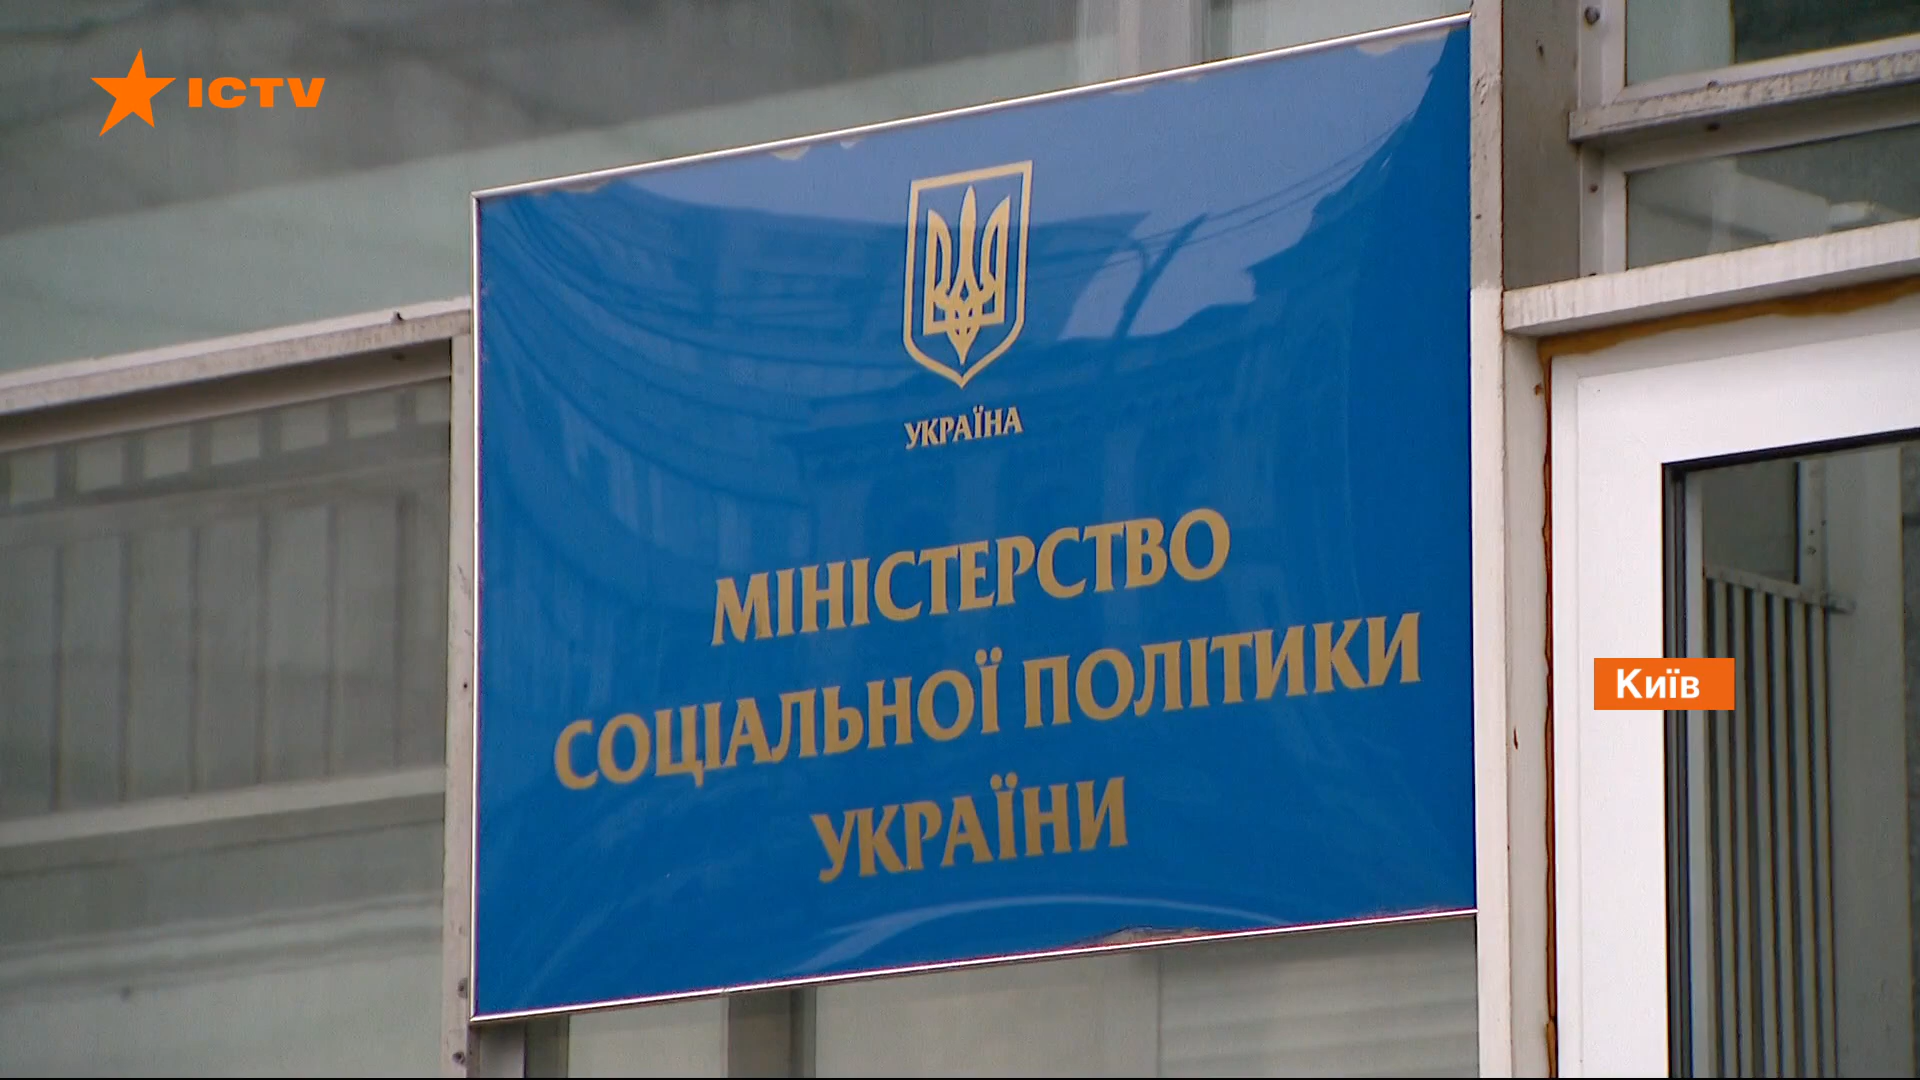 ICTV
УКРАЇНА
МІНІСТЕРСТВО
СОЦІАЛЬНОЇ ПОЛІТИКИ
УКРАЇНИ
Київ